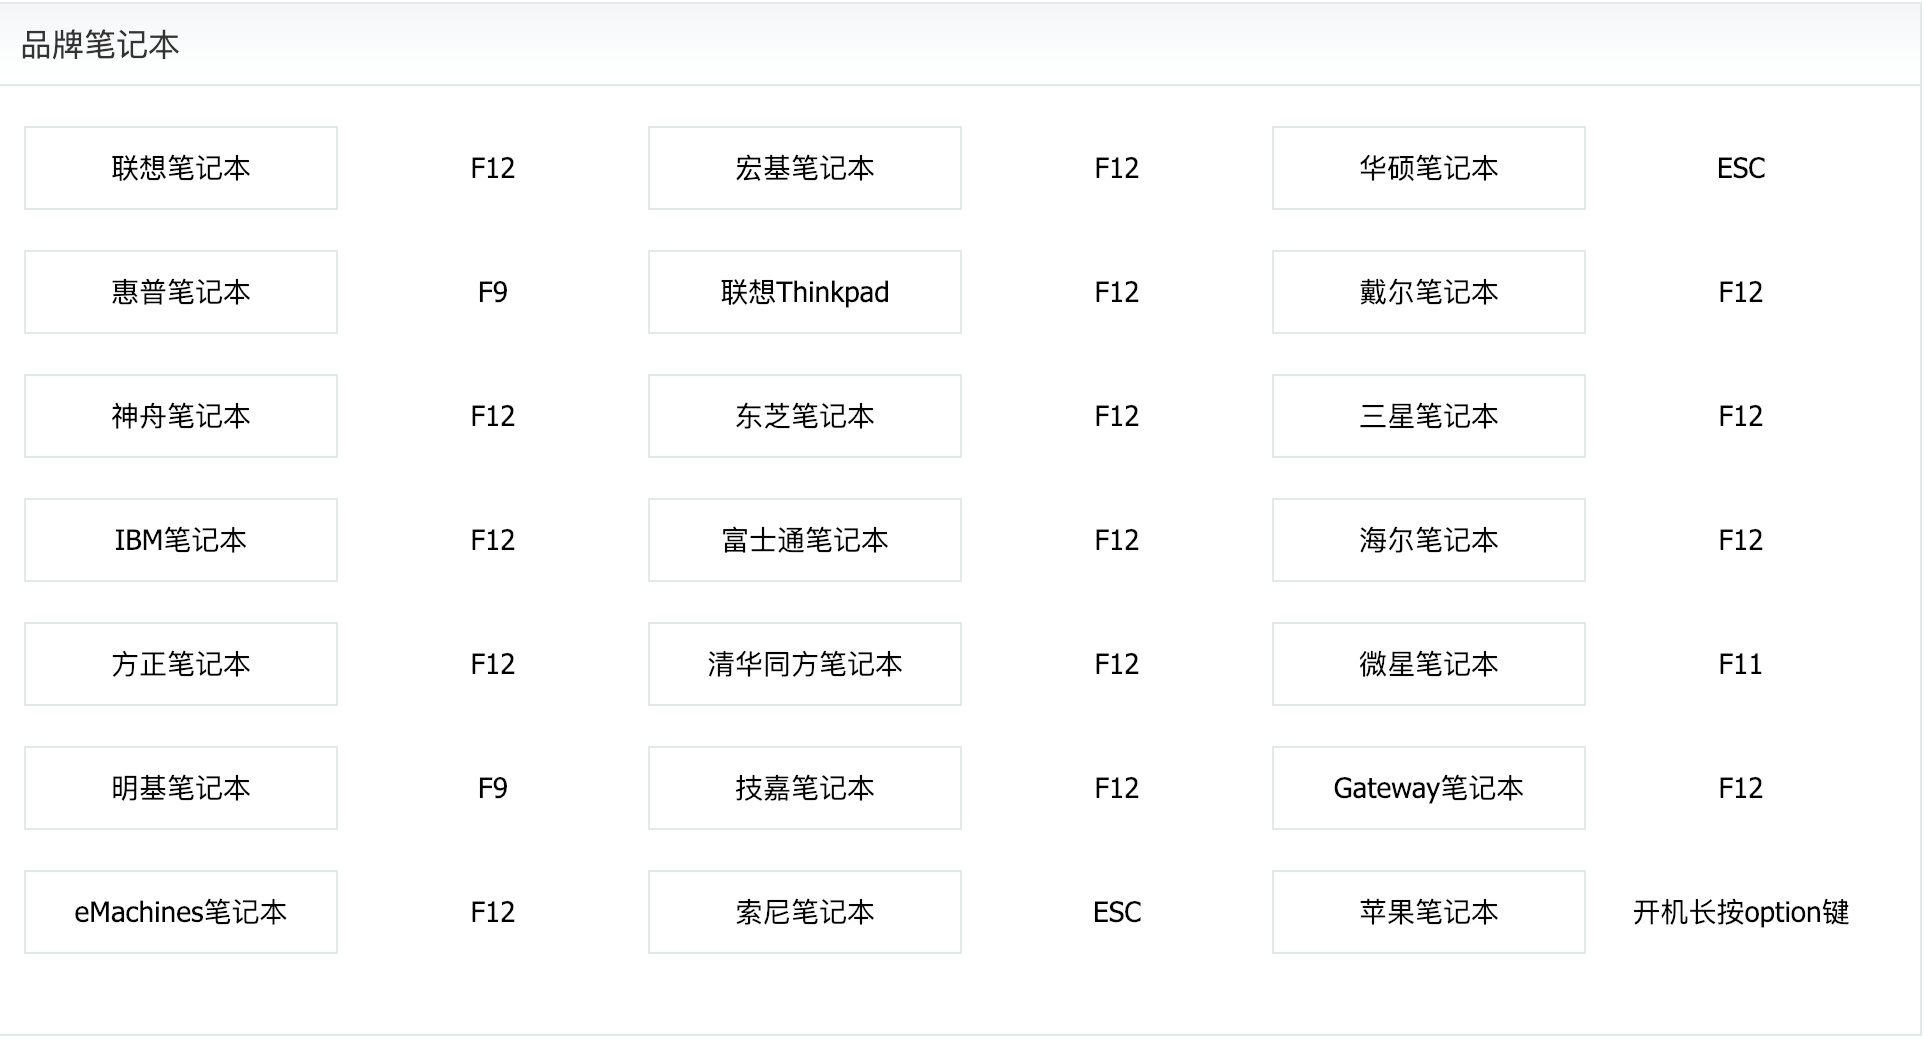 品牌笔记本
联想笔记本 F12 宏基笔记本 F12 华硕笔记本 ESC
惠普笔记本 F9 联想Thinkpad F12 戴尔笔记本 F12
神舟笔记本 F12 东芝笔记本 F12 三星笔记本 F12
IBM笔记本 F12 富士通笔记本 F12 海尔笔记本 F12
方正笔记本 F12 清华同方笔记本 F12 微星笔记本 F11
明基笔记本 F9 技嘉笔记本 F12 Gateway笔记本 F12
eMachines笔记本 F12 索尼笔记本 ESC 苹果笔记本 开机长按option键